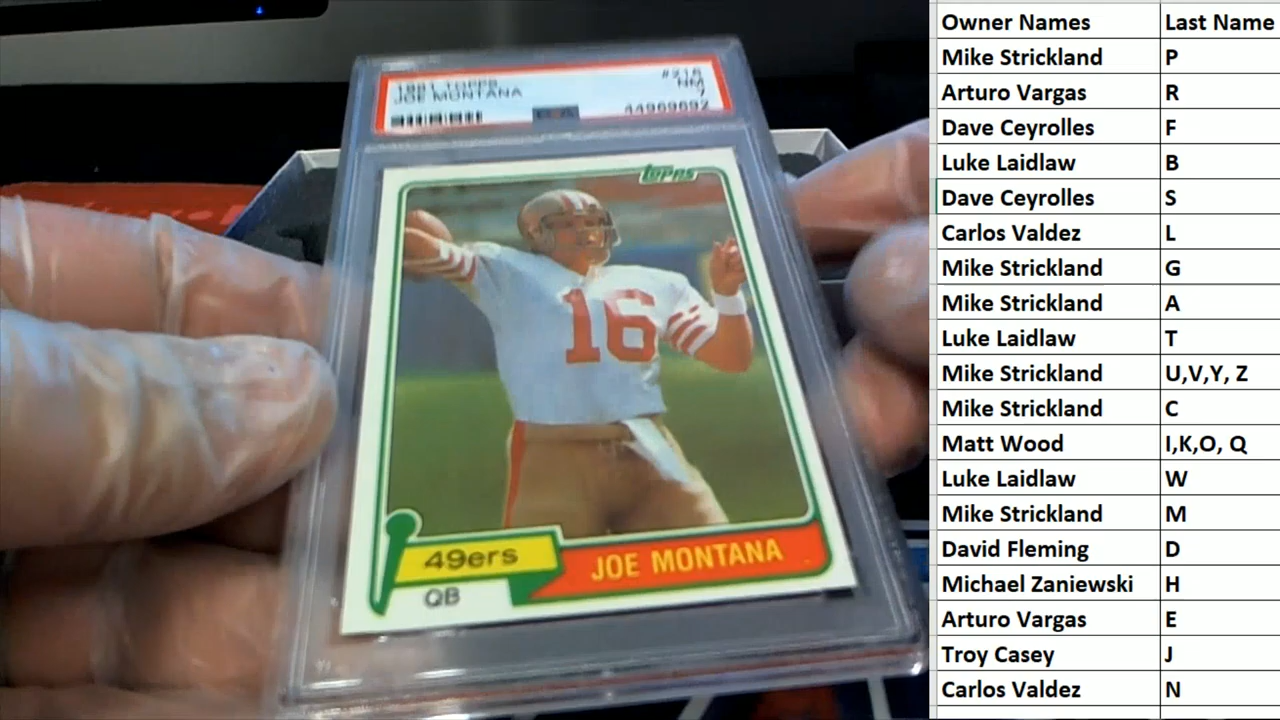 1981 TOPPS #216
JOE MONTANA NM
7
44969692
PSA
topps
16
49ers
JOE MONTANA
QB
Owner Names Last Name
Mike Strickland P
Arturo Vargas R
Dave Ceyrolles F
Luke Laidlaw B
Dave Ceyrolles S
Carlos Valdez L
Mike Strickland G
Mike Strickland A
Luke Laidlaw T
Mike Strickland U,V,Y, Z
Mike Strickland C
Matt Wood I,K,O, Q
Luke Laidlaw W
Mike Strickland M
David Fleming D
Michael Zaniewski H
Arturo Vargas E
Troy Casey J
Carlos Valdez N